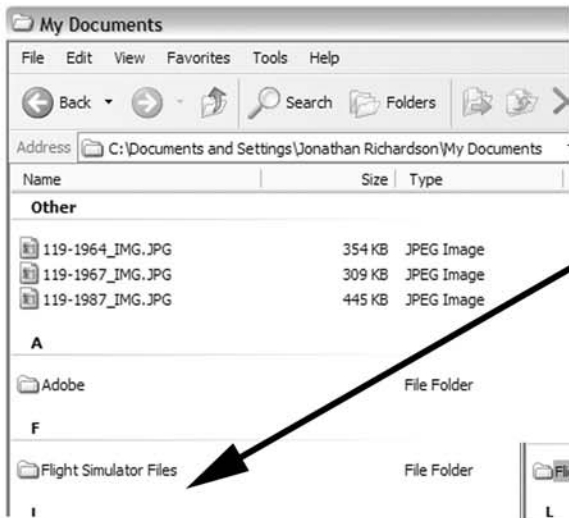 My Documents
File Edit View Favorites Tools Help
Back Search Folders
Address C:\Documents and Settings\Jonathan Richardson\My Documents
Name Size Type
Other
119-1964_IMG.JPG 354 KB JPEG Image
119-1967_IMG.JPG 309 KB JPEG Image
119-1987_IMG.JPG 445 KB JPEG Image
A
Adobe File Folder
F
Flight Simulator Files File Folder
L